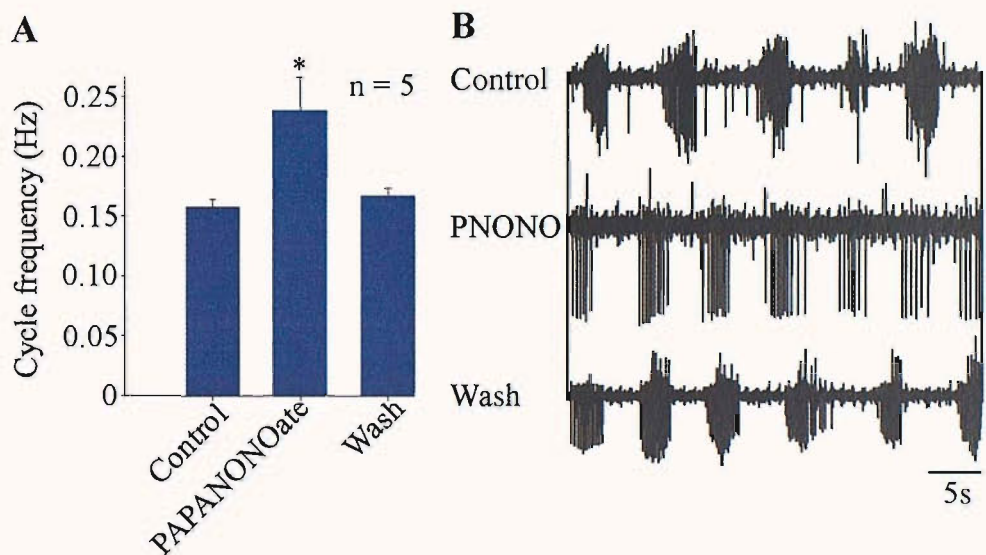 A
Cycle frequency (Hz)
0.25
0.20
0.15
0.10
0.05
0
*
n = 5
Control
PAPANONOate
Wash
B
Control
PNONO
Wash
5s